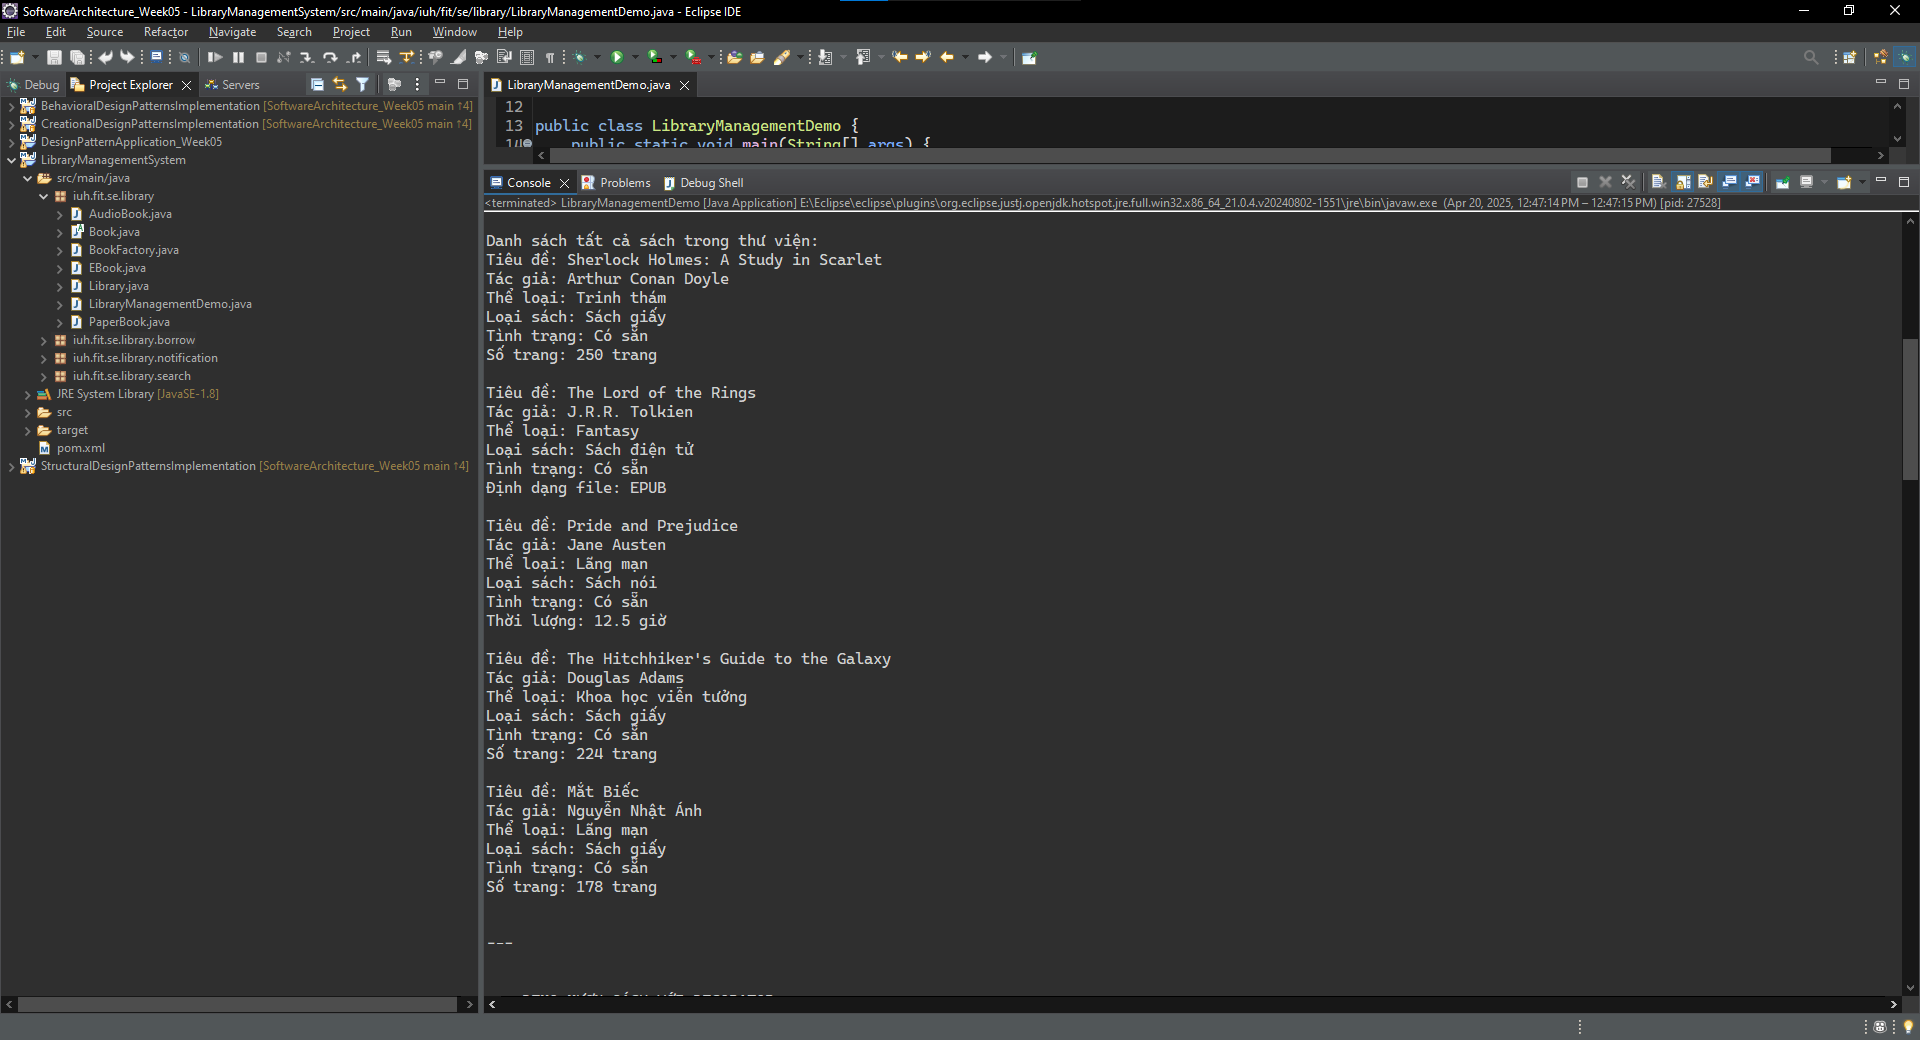 SoftwareArchitecture_Week05 - LibraryManagementSystem/src/main/java/iuh/fit/se/library/LibraryManagementDemo.java - Eclipse IDE
File Edit Source Refactor Navigate Search Project Run Window Help
Debug Project Explorer Servers
BehavioralDesignPatternsImplementation [SoftwareArchitecture_Week05 main ↑4]
CreationalDesignPatternsImplementation [SoftwareArchitecture_Week05 main ↑4]
DesignPatternApplication_Week05
LibraryManagementSystem
src/main/java
iuh.fit.se.library
AudioBook.java
Book.java
BookFactory.java
EBook.java
Library.java
LibraryManagementDemo.java
PaperBook.java
iuh.fit.se.library.borrow
iuh.fit.se.library.notification
iuh.fit.se.library.search
JRE System Library [JavaSE-1.8]
src
target
pom.xml
StructuralDesignPatternsImplementation [SoftwareArchitecture_Week05 main ↑4]
LibraryManagementDemo.java
12
13 public class LibraryManagementDemo {
14 public static void main(String[] args) {
Console Problems Debug Shell
<terminated> LibraryManagementDemo [Java Application] E:\Eclipse\eclipse\plugins\org.eclipse.justj.openjdk.hotspot.jre.full.win32.x86_64_21.0.4.v20240802-1551\jre\bin\javaw.exe (Apr 20, 2025, 12:47:14 PM – 12:47:15 PM) [pid: 27528]
Danh sách tất cả sách trong thư viện:
Tiêu đề: Sherlock Holmes: A Study in Scarlet
Tác giả: Arthur Conan Doyle
Thể loại: Trinh thám
Loại sách: Sách giấy
Tình trạng: Có sẵn
Số trang: 250 trang
Tiêu đề: The Lord of the Rings
Tác giả: J.R.R. Tolkien
Thể loại: Fantasy
Loại sách: Sách điện tử
Tình trạng: Có sẵn
Định dạng file: EPUB
Tiêu đề: Pride and Prejudice
Tác giả: Jane Austen
Thể loại: Lãng mạn
Loại sách: Sách nói
Tình trạng: Có sẵn
Thời lượng: 12.5 giờ
Tiêu đề: The Hitchhiker's Guide to the Galaxy
Tác giả: Douglas Adams
Thể loại: Khoa học viễn tưởng
Loại sách: Sách giấy
Tình trạng: Có sẵn
Số trang: 224 trang
Tiêu đề: Mắt Biếc
Tác giả: Nguyễn Nhật Ánh
Thể loại: Lãng mạn
Loại sách: Sách giấy
Tình trạng: Có sẵn
Số trang: 178 trang
---